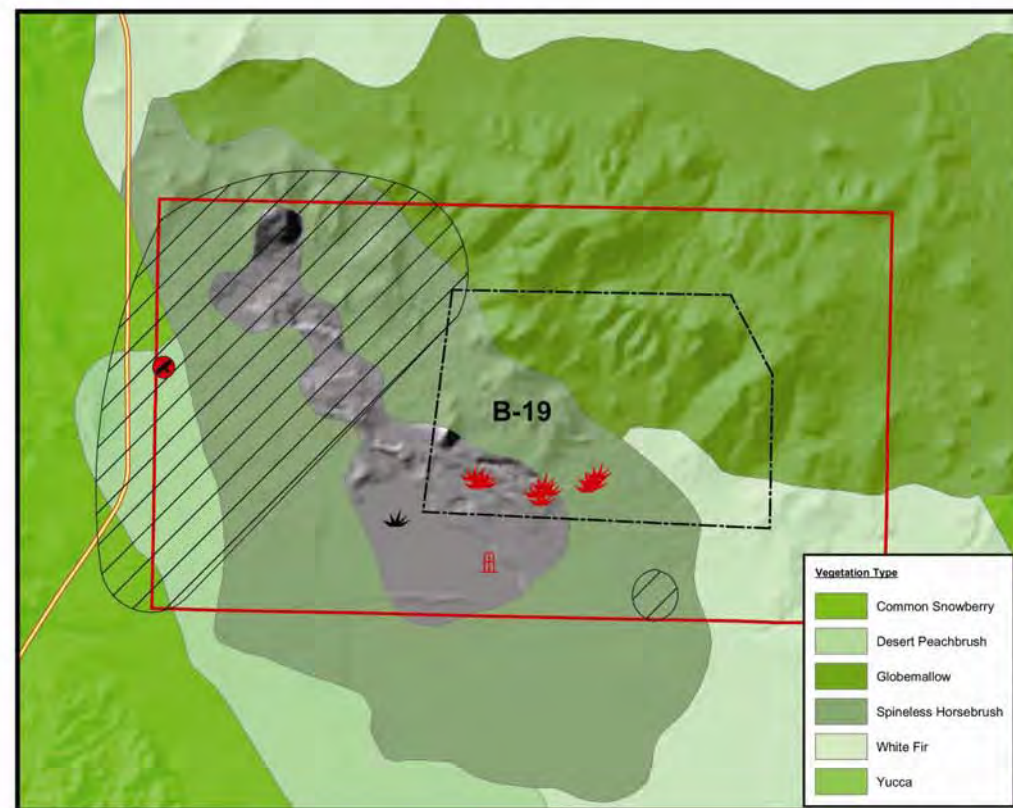 B-19
Vegetation Type
Common Snowberry
Desert Peachbrush
Globemallow
Spineless Horsebrush
White Fir
Yucca